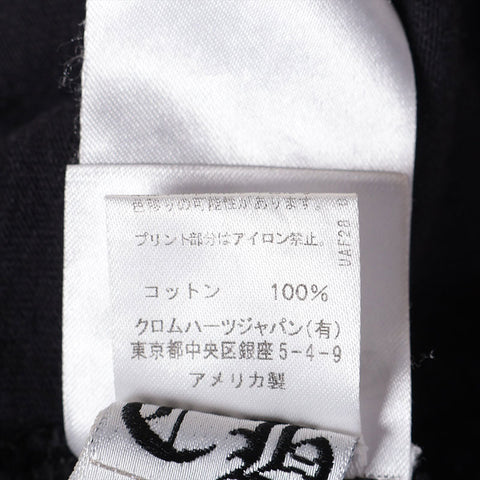 色移りの可能性があります。
プリント部分はアイロン禁止。
コットン 100%
クロムハーツジャパン(有)
東京都中央区銀座5-4-9
アメリカ製
UAF28